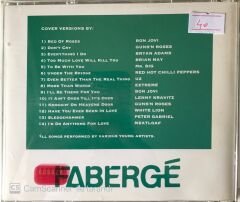 COVER VERSIONS BY:
1) BED OF ROSES BON JOVI
2) DON'T CRY GUNS'N ROSES
3) EVERYTHING I DO BRYAN ADAMS
4) TOO MUCH LOVE WILL KILL YOU BRIAN MAY
5) TO BE WITH YOU MR. BIG
6) UNDER THE BRIDGE RED HOT CHILLI PEPPERS
7) EVEN BETTER THAN THE REAL THING U2
8) MORE THAN WORDS EXTREME
9) I'LL BE THERE FOR YOU BON JOVI
10) IT AIN'T OVER TILL IT'S OVER LENNY KRAVITZ
11) KNOCKIN' ON HEAVENS DOOR GUNS'N ROSES
12) HAVE YOU EVER NEEDED SOMEONE WHITE LION
13) SLEDGEHAMMER PETER GABRIEL
14) I'M DO ANYTHING FOR LOVE MEATLOAF
ALL SONGS PERFORMED BY VARIOUS YOUNG ARTISTS.
FABERGÉ
CS CamScanner